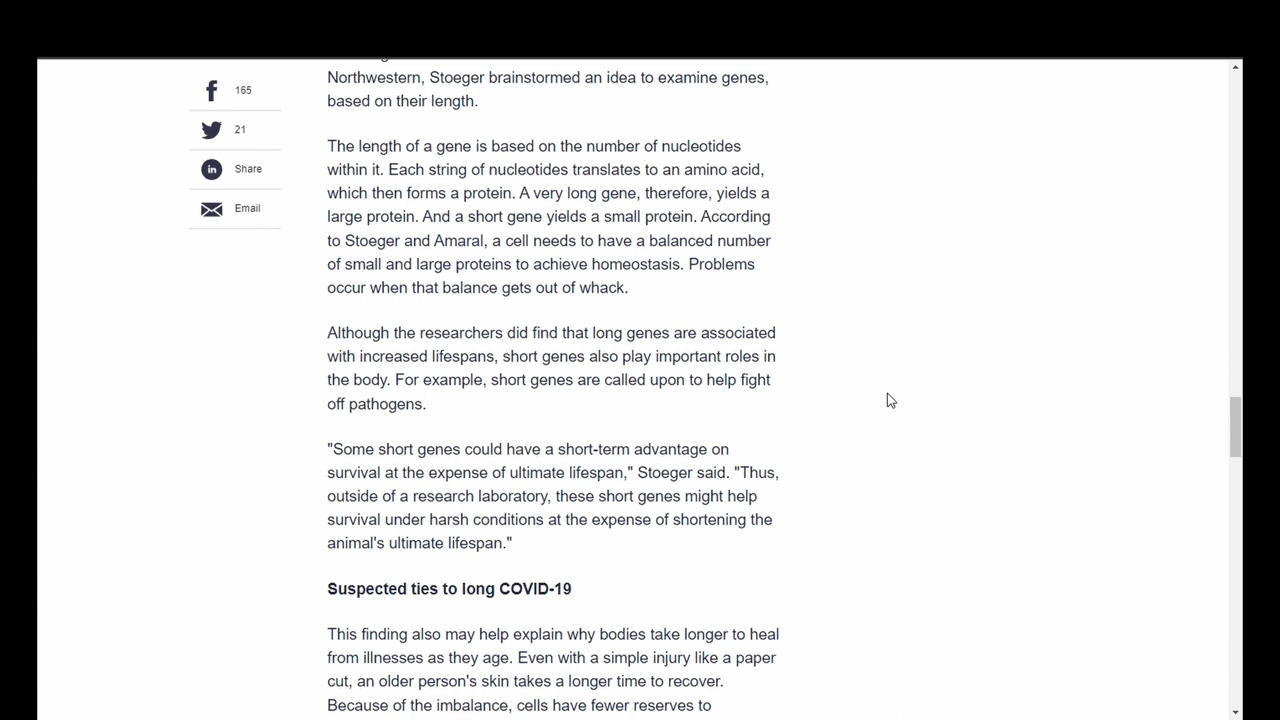 165
21
Share
Email
Northwestern, Stoeger brainstormed an idea to examine genes,
based on their length.
The length of a gene is based on the number of nucleotides
within it. Each string of nucleotides translates to an amino acid,
which then forms a protein. A very long gene, therefore, yields a
large protein. And a short gene yields a small protein. According
to Stoeger and Amaral, a cell needs to have a balanced number
of small and large proteins to achieve homeostasis. Problems
occur when that balance gets out of whack.
Although the researchers did find that long genes are associated
with increased lifespans, short genes also play important roles in
the body. For example, short genes are called upon to help fight
off pathogens.
"Some short genes could have a short-term advantage on
survival at the expense of ultimate lifespan," Stoeger said. "Thus,
outside of a research laboratory, these short genes might help
survival under harsh conditions at the expense of shortening the
animal's ultimate lifespan."
Suspected ties to long COVID-19
This finding also may help explain why bodies take longer to heal
from illnesses as they age. Even with a simple injury like a paper
cut, an older person's skin takes a longer time to recover.
Because of the imbalance, cells have fewer reserves to